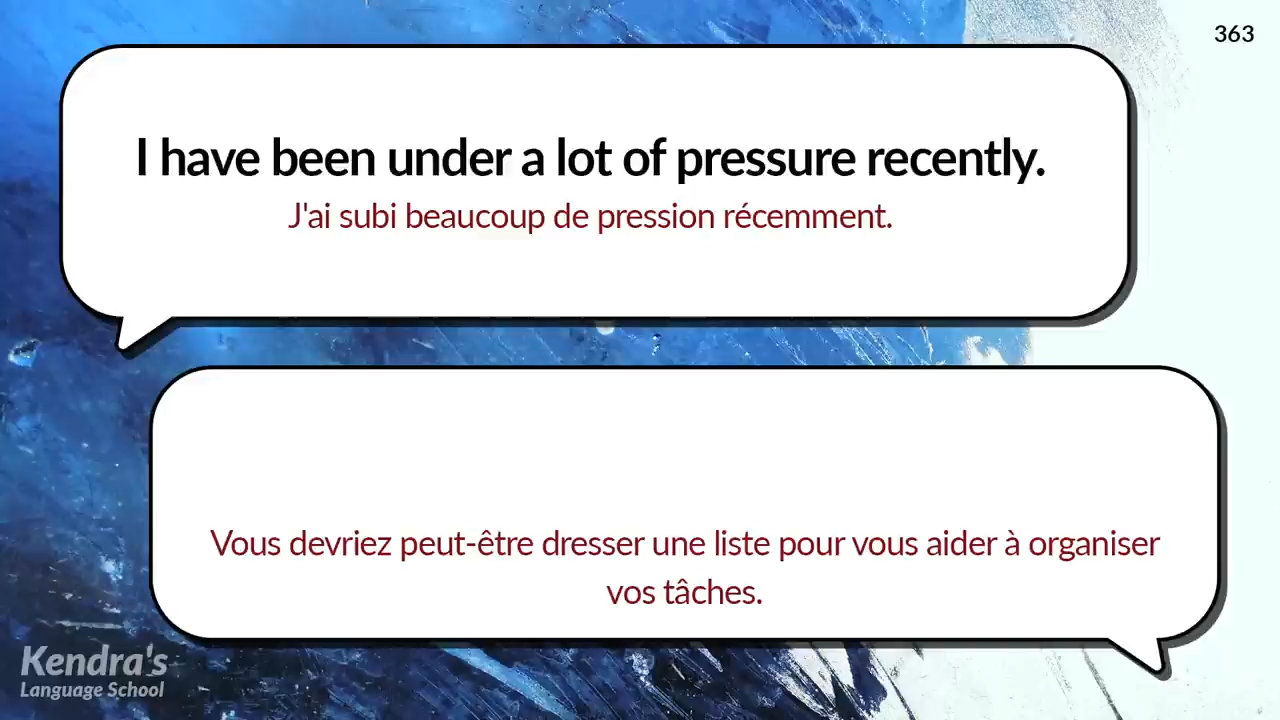 363
I have been under a lot of pressure recently.
J'ai subi beaucoup de pression récemment.
Vous devriez peut-être dresser une liste pour vous aider à organiser
vos tâches.
Kendra's
Language School